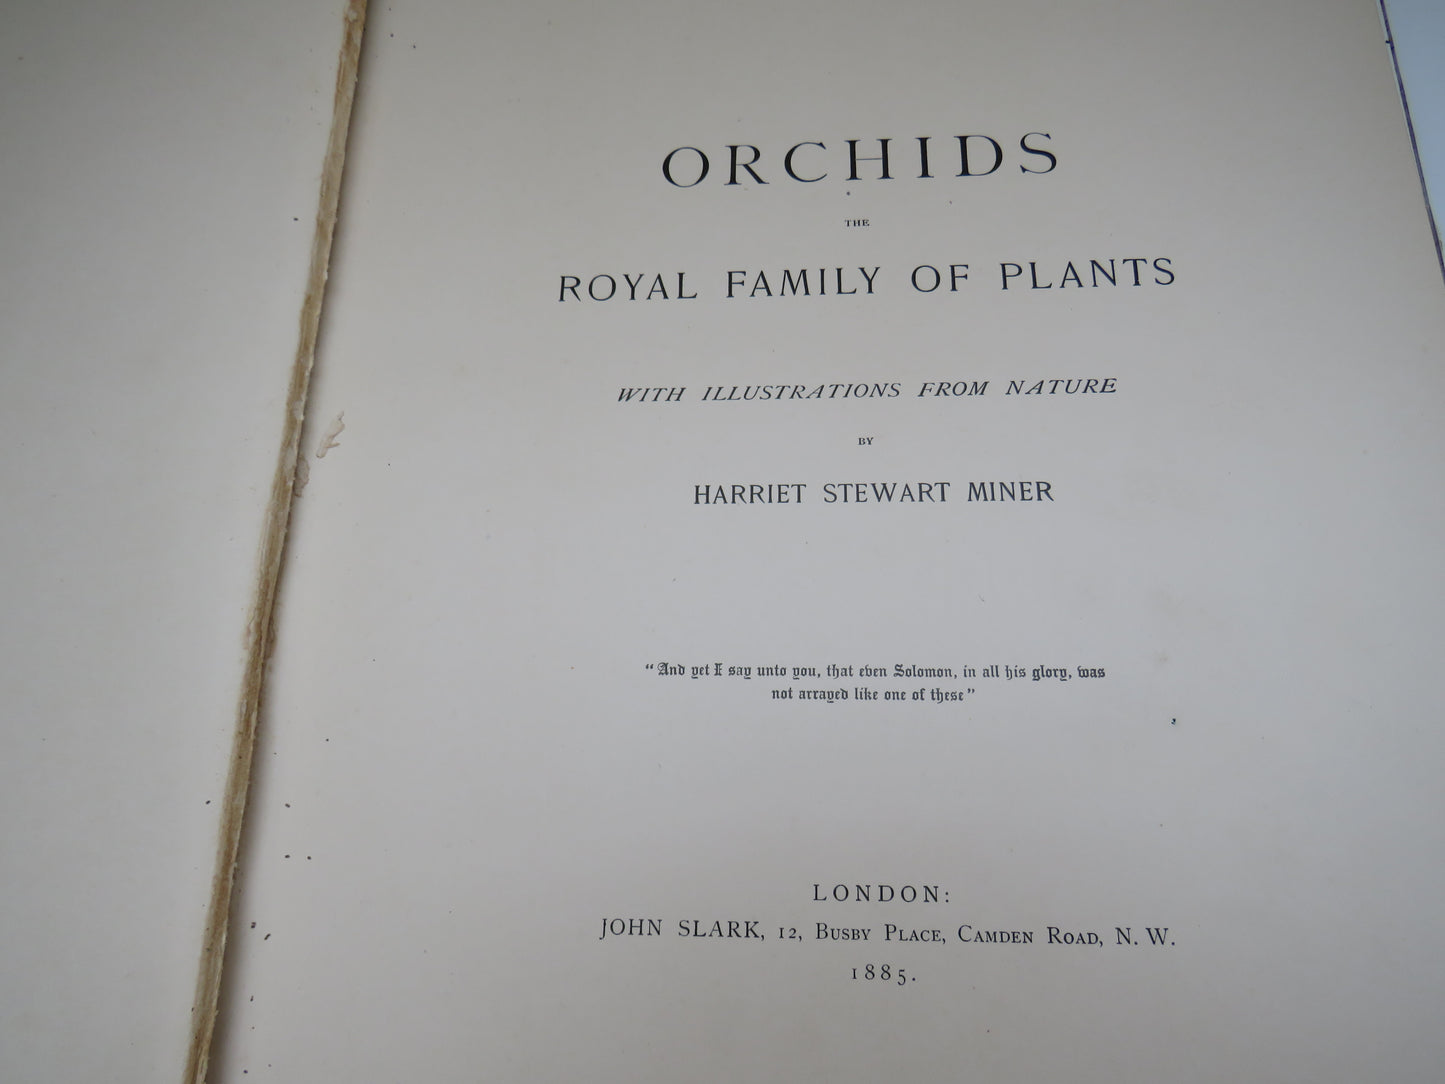 ORCHIDS
THE
ROYAL FAMILY OF PLANTS
WITH ILLUSTRATIONS FROM NATURE
BY
HARRIET STEWART MINER
“And yet I say unto you, that even Solomon, in all his glory, was
not arrayed like one of these”
LONDON:
JOHN SLARK, 12, BUSBY PLACE, CAMDEN ROAD, N. W.
1885.